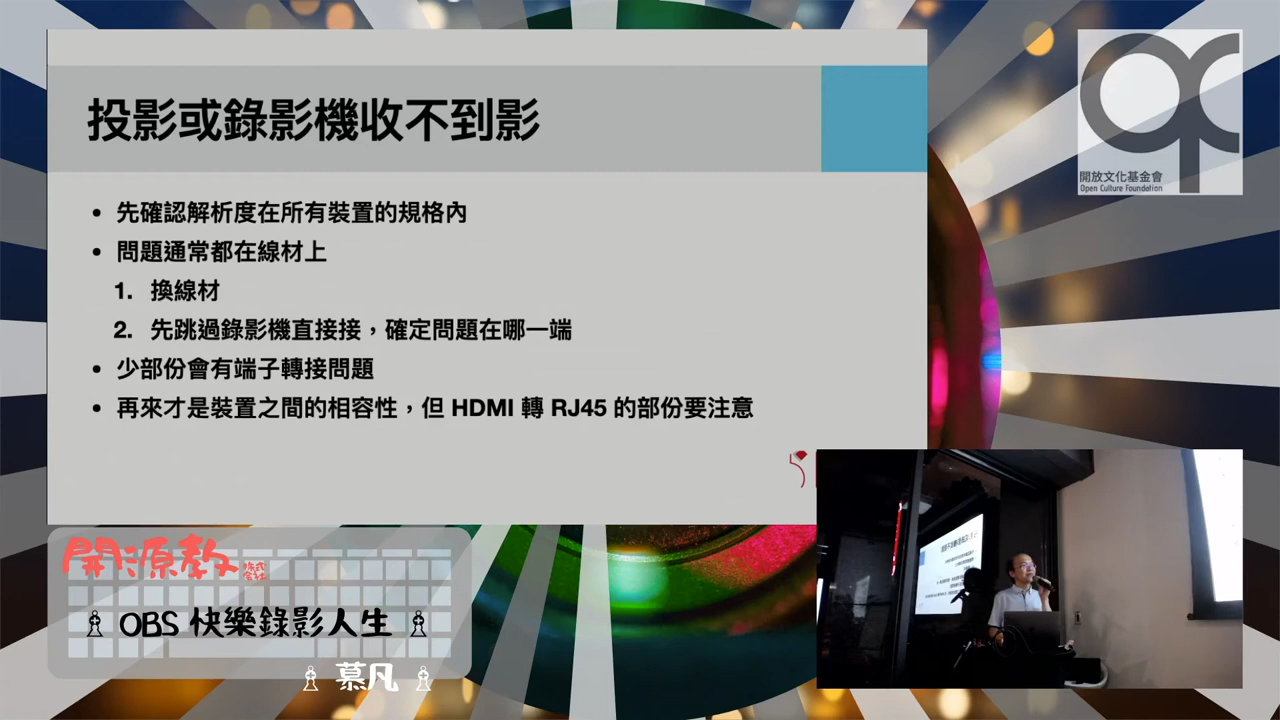 投影或錄影機收不到影
• 先確認解析度在所有裝置的規格內
• 問題通常都在線材上
1. 換線材
2. 先跳過錄影機直接接，確定問題在哪一端
• 少部份會有端子轉接問題
• 再來才是裝置之間的相容性，但 HDMI 轉 RJ45 的部份要注意
開放文化基金會
Open Culture Foundation
開源教 株式会社
OBS 快樂錄影人生
慕凡